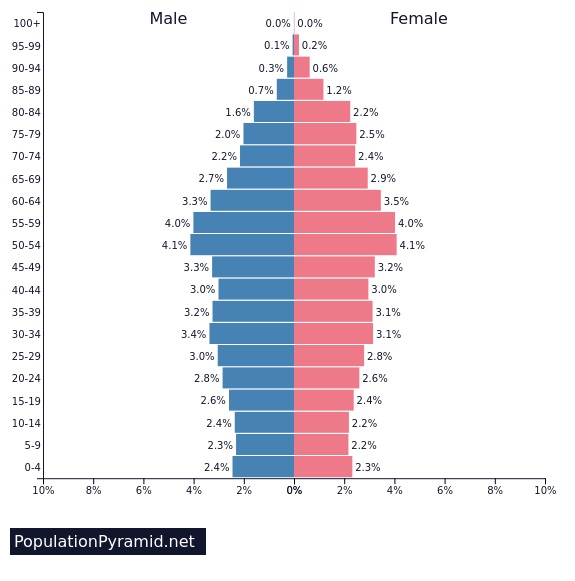 Male Female
100+ 0.0% 0.0%
95-99 0.1% 0.2%
90-94 0.3% 0.6%
85-89 0.7% 1.2%
80-84 1.6% 2.2%
75-79 2.0% 2.5%
70-74 2.2% 2.4%
65-69 2.7% 2.9%
60-64 3.3% 3.5%
55-59 4.0% 4.0%
50-54 4.1% 4.1%
45-49 3.3% 3.2%
40-44 3.0% 3.0%
35-39 3.2% 3.1%
30-34 3.4% 3.1%
25-29 3.0% 2.8%
20-24 2.8% 2.6%
15-19 2.6% 2.4%
10-14 2.4% 2.2%
5-9 2.3% 2.2%
0-4 2.4% 2.3%
10% 8% 6% 4% 2% 0% 2% 4% 6% 8% 10%
PopulationPyramid.net